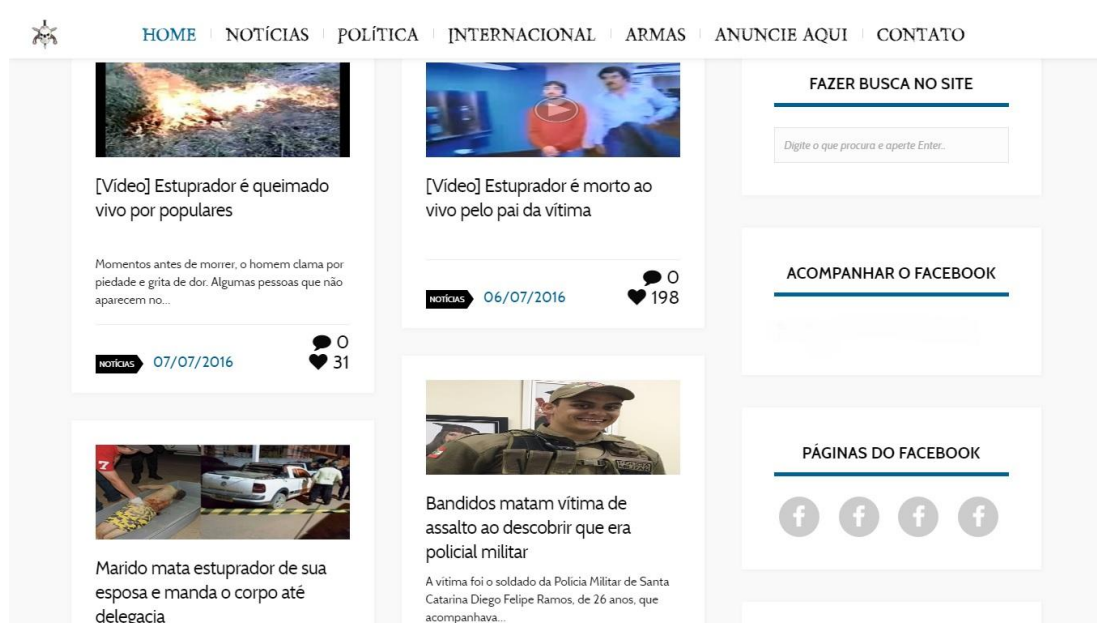 HOME
NOTÍCIAS
POLÍTICA
INTERNACIONAL
ARMAS
ANUNCIE AQUI
CONTATO
[Vídeo] Estuprador é queimado
vivo por populares
Momentos antes de morrer, o homem clama por
piedade e grita de dor. Algumas pessoas que não
aparecem no...
0
NOTÍCIAS 07/07/2016
31
7
Marido mata estuprador de sua
esposa e manda o corpo até
delegacia
[Vídeo] Estuprador é morto ao
vivo pelo pai da vítima
0
NOTÍCIAS 06/07/2016
198
Bandidos matam vítima de
assalto ao descobrir que era
policial militar
A vitima foi o soldado da Policia Militar de Santa
Catarina Diego Felipe Ramos, de 26 anos, que
acompanhava...
FAZER BUSCA NO SITE
Digite o que procura e aperte Enter..
ACOMPANHAR O FACEBOOK
PÁGINAS DO FACEBOOK